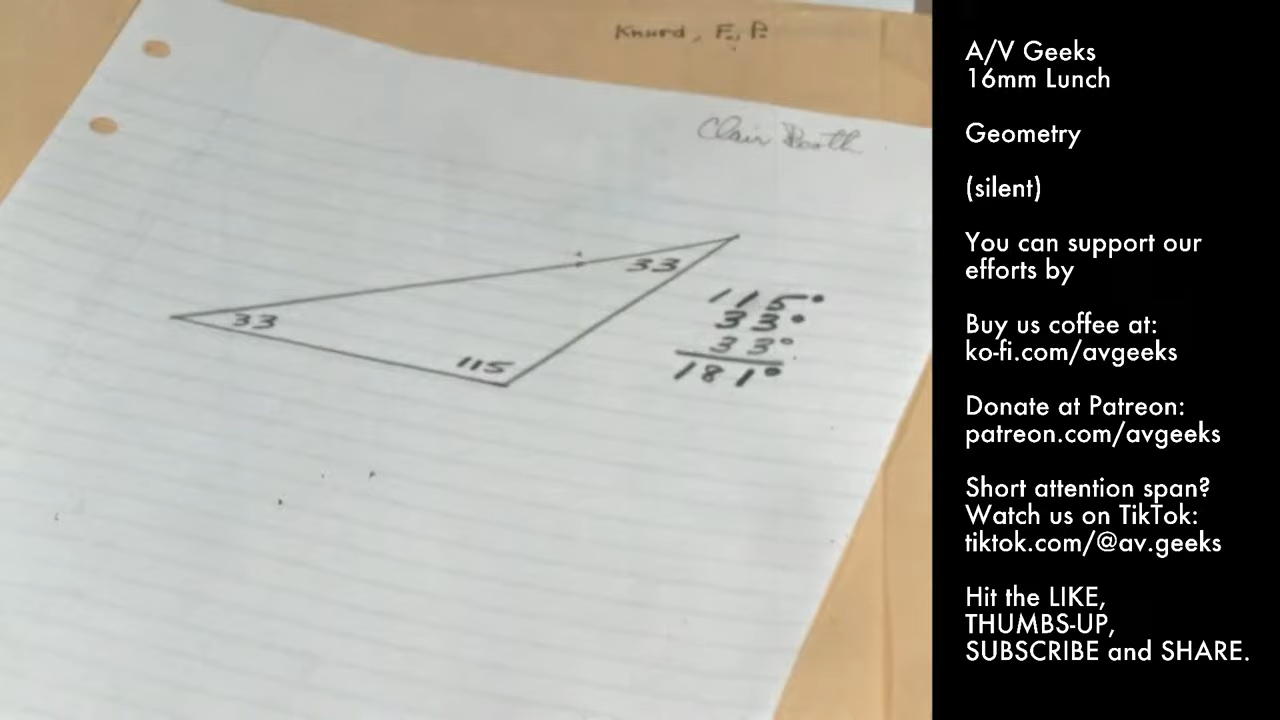 Knurd, F. P.
Clair Booth
33
33
115
115°
33°
33°
181°
A/V Geeks
16mm Lunch
Geometry
(silent)
You can support our
efforts by
Buy us coffee at:
ko-fi.com/avgeeks
Donate at Patreon:
patreon.com/avgeeks
Short attention span?
Watch us on TikTok:
tiktok.com/@av.geeks
Hit the LIKE,
THUMBS-UP,
SUBSCRIBE and SHARE.